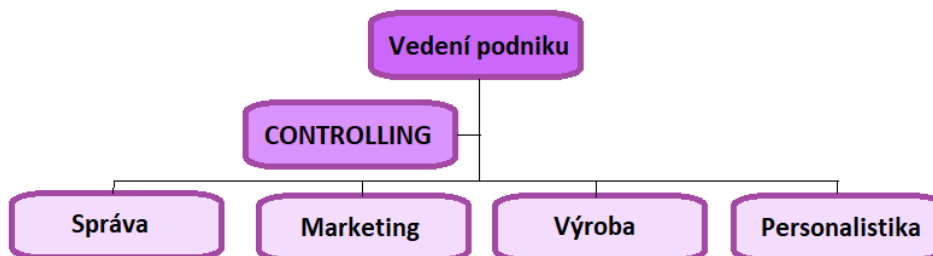 Vedení podniku
CONTROLLING
Správa
Marketing
Výroba
Personalistika